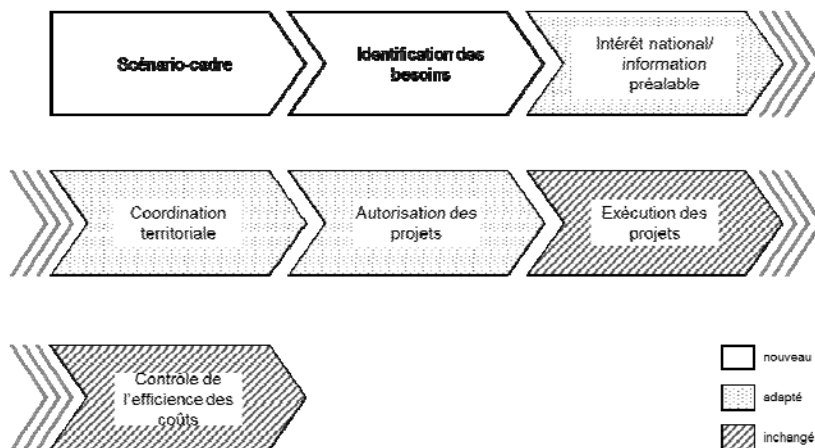 Scénario-cadre
Identification des
besoins
Intérêt national/
information
préalable
Coordination
territoriale
Autorisation des
projets
Exécution des
projets
Contrôle de
l'efficience des
coûts
nouveau
adapté
inchangé